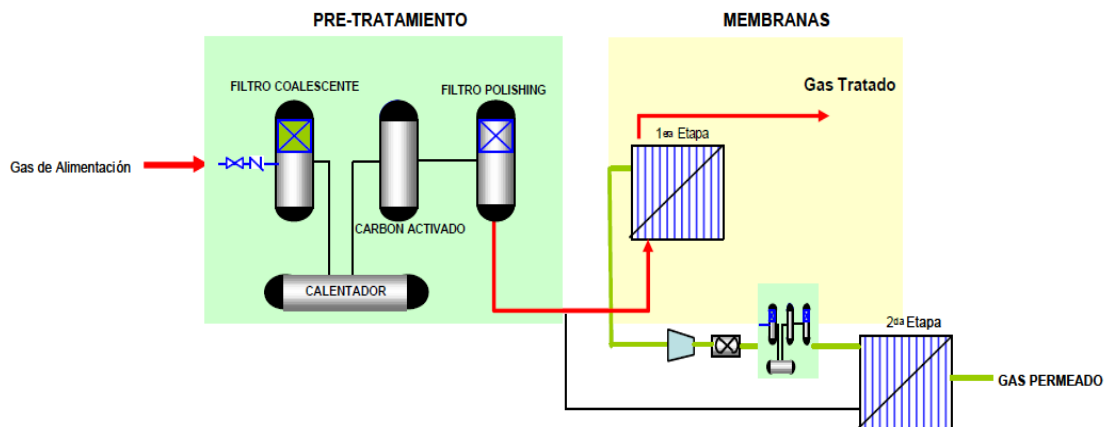 PRE-TRATAMIENTO
MEMBRANAS
FILTRO COALESCENTE
FILTRO POLISHING
Gas Tratado
1era Etapa
Gas de Alimentación
CARBON ACTIVADO
CALENTADOR
2da Etapa
GAS PERMEADO